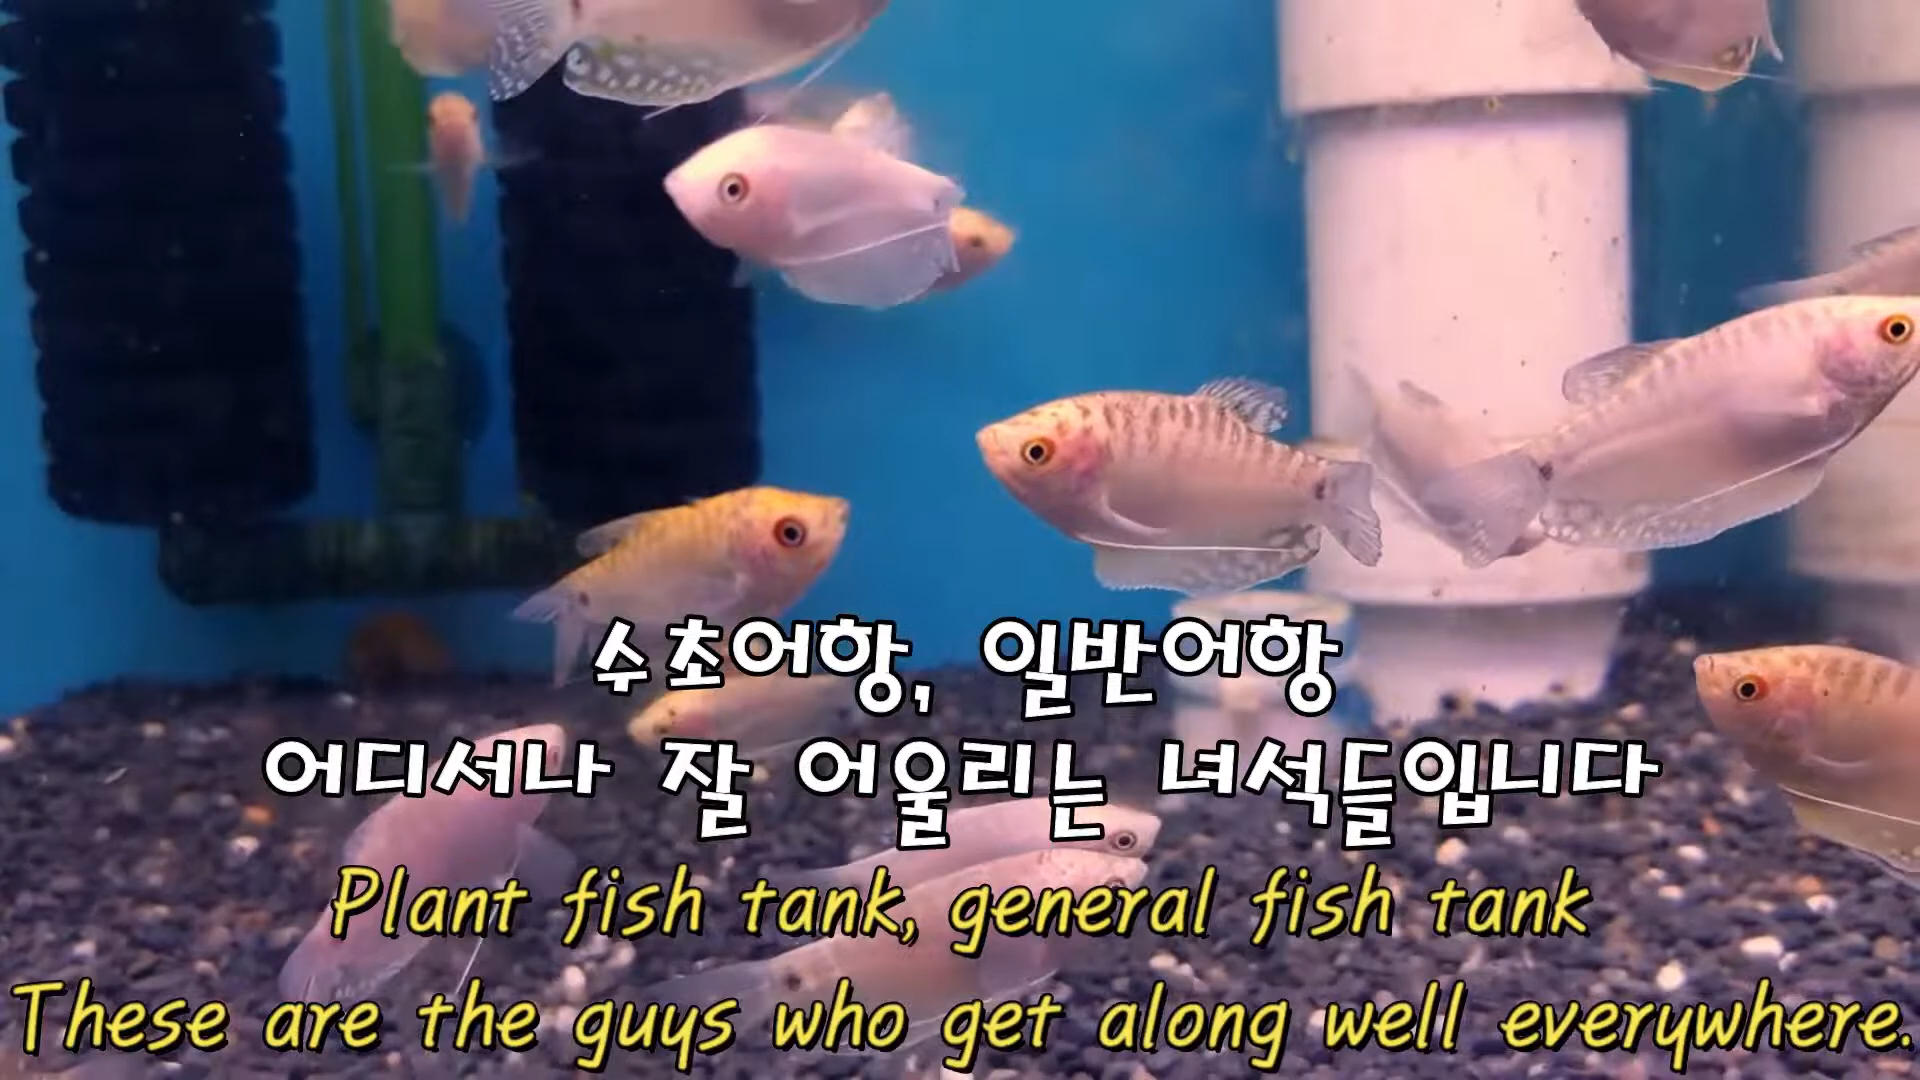 수초어항, 일반어항
어디서나 잘 어울리는 녀석들입니다
Plant fish tank, general fish tank
These are the guys who get along well everywhere.